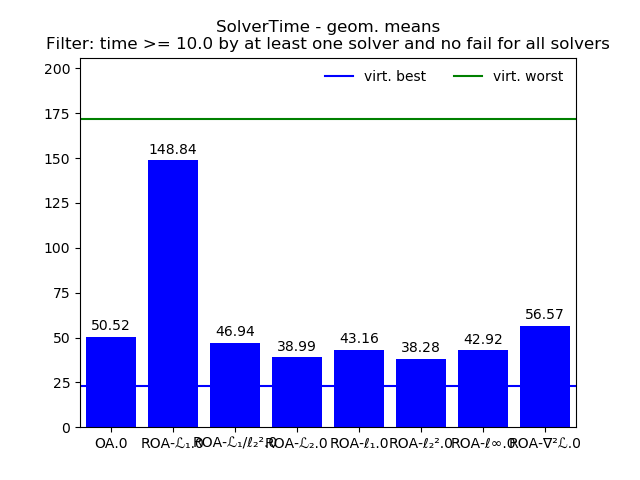 SolverTime - geom. means
Filter: time >= 10.0 by at least one solver and no fail for all solvers
virt. best
virt. worst
200
175
150
125
100
75
50
25
0
50.52
148.84
46.94
38.99
43.16
38.28
42.92
56.57
OA.0
ROA-ℒ₁.0
ROA-ℒ₁/ℓ₂².0
ROA-ℒ₂.0
ROA-ℓ₁.0
ROA-ℓ₂².0
ROA-ℓ∞.0
ROA-∇²ℒ.0